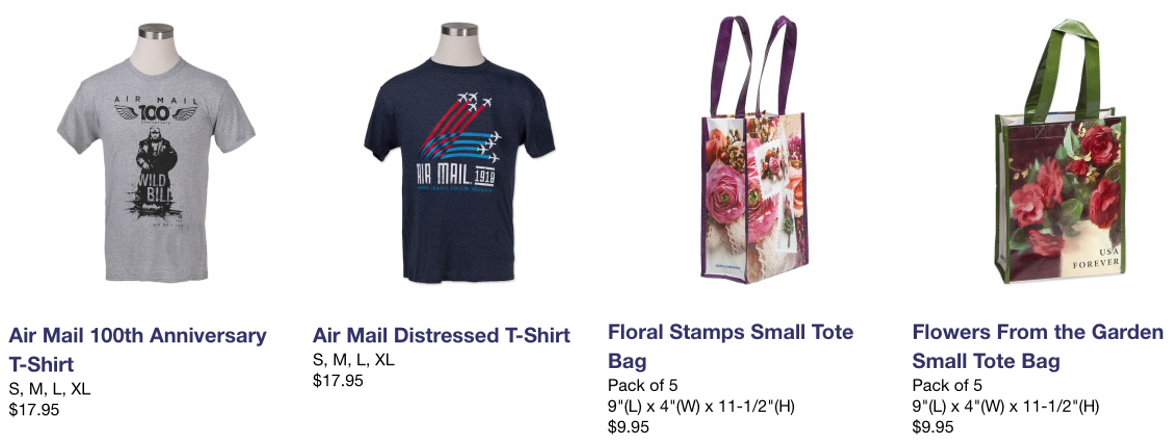 AIR MAIL
100
WILD
BILL
AIR MAIL 1918
USA
FOREVER
Air Mail 100th Anniversary
T-Shirt
S, M, L, XL
$17.95
Air Mail Distressed T-Shirt
S, M, L, XL
$17.95
Floral Stamps Small Tote
Bag
Pack of 5
9"(L) x 4"(W) x 11-1/2"(H)
$9.95
Flowers From the Garden
Small Tote Bag
Pack of 5
9"(L) x 4"(W) x 11-1/2"(H)
$9.95